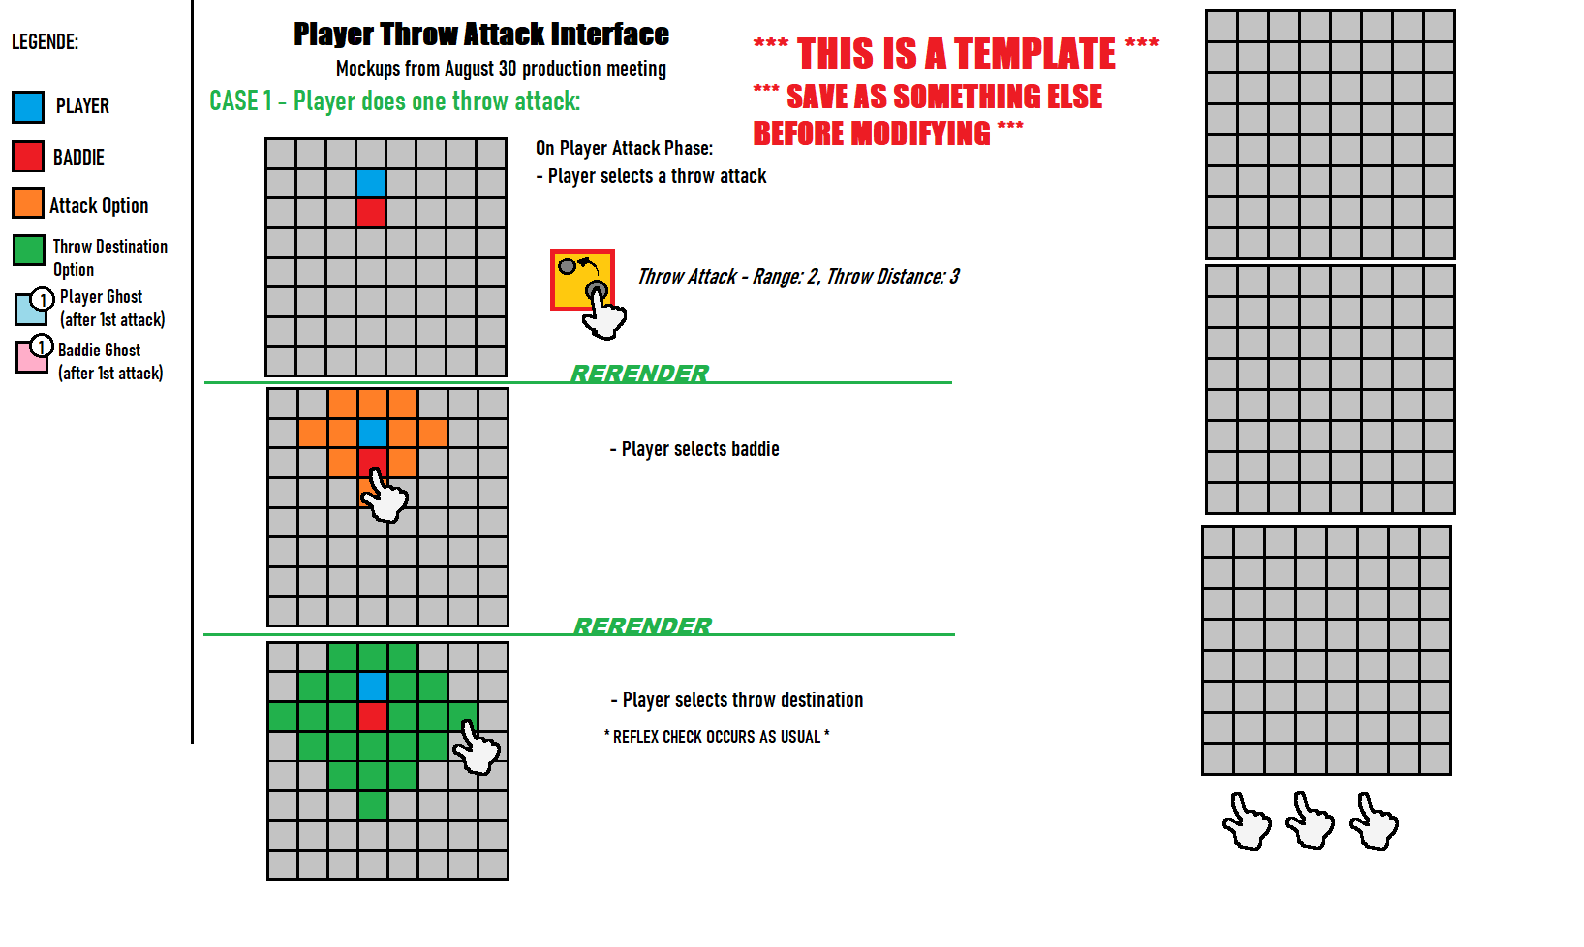 LEGENDE:
PLAYER
BADDIE
Attack Option
Throw Destination
Option
1
Player Ghost
(after 1st attack)
1
Baddie Ghost
(after 1st attack)
Player Throw Attack Interface
Mockups from August 30 production meeting
*** THIS IS A TEMPLATE ***
*** SAVE AS SOMETHING ELSE
BEFORE MODIFYING ***
CASE 1 - Player does one throw attack:
On Player Attack Phase:
- Player selects a throw attack
Throw Attack - Range: 2, Throw Distance: 3
RERENDER
- Player selects baddie
RERENDER
- Player selects throw destination
* REFLEX CHECK OCCURS AS USUAL *